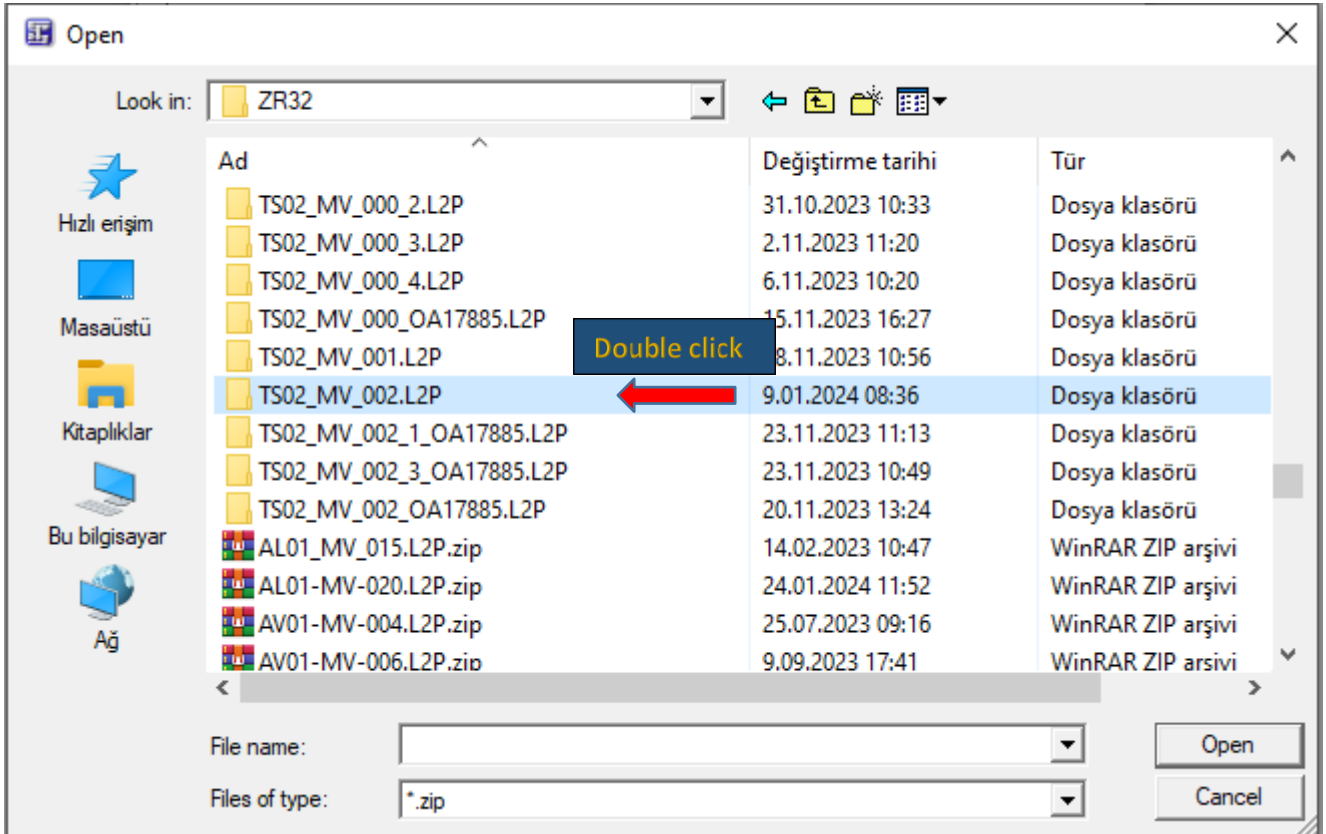 Open
Look in: ZR32
Ad Değiştirme tarihi Tür
TS02_MV_000_2.L2P 31.10.2023 10:33 Dosya klasörü
TS02_MV_000_3.L2P 2.11.2023 11:20 Dosya klasörü
TS02_MV_000_4.L2P 6.11.2023 10:20 Dosya klasörü
TS02_MV_000_OA17885.L2P 15.11.2023 16:27 Dosya klasörü
Double click
TS02_MV_001.L2P 8.11.2023 10:56 Dosya klasörü
TS02_MV_002.L2P 9.01.2024 08:36 Dosya klasörü
TS02_MV_002_1_OA17885.L2P 23.11.2023 11:13 Dosya klasörü
TS02_MV_002_3_OA17885.L2P 23.11.2023 10:49 Dosya klasörü
TS02_MV_002_OA17885.L2P 20.11.2023 13:24 Dosya klasörü
AL01_MV_015.L2P.zip 14.02.2023 10:47 WinRAR ZIP arşivi
AL01-MV-020.L2P.zip 24.01.2024 11:52 WinRAR ZIP arşivi
AV01-MV-004.L2P.zip 25.07.2023 09:16 WinRAR ZIP arşivi
AV01-MV-006.L2P.zip 9.09.2023 17:41 WinRAR ZIP arşivi
Hızlı erişim
Masaüstü
Kitaplıklar
Bu bilgisayar
Ağ
File name: Open
Files of type: *.zip Cancel